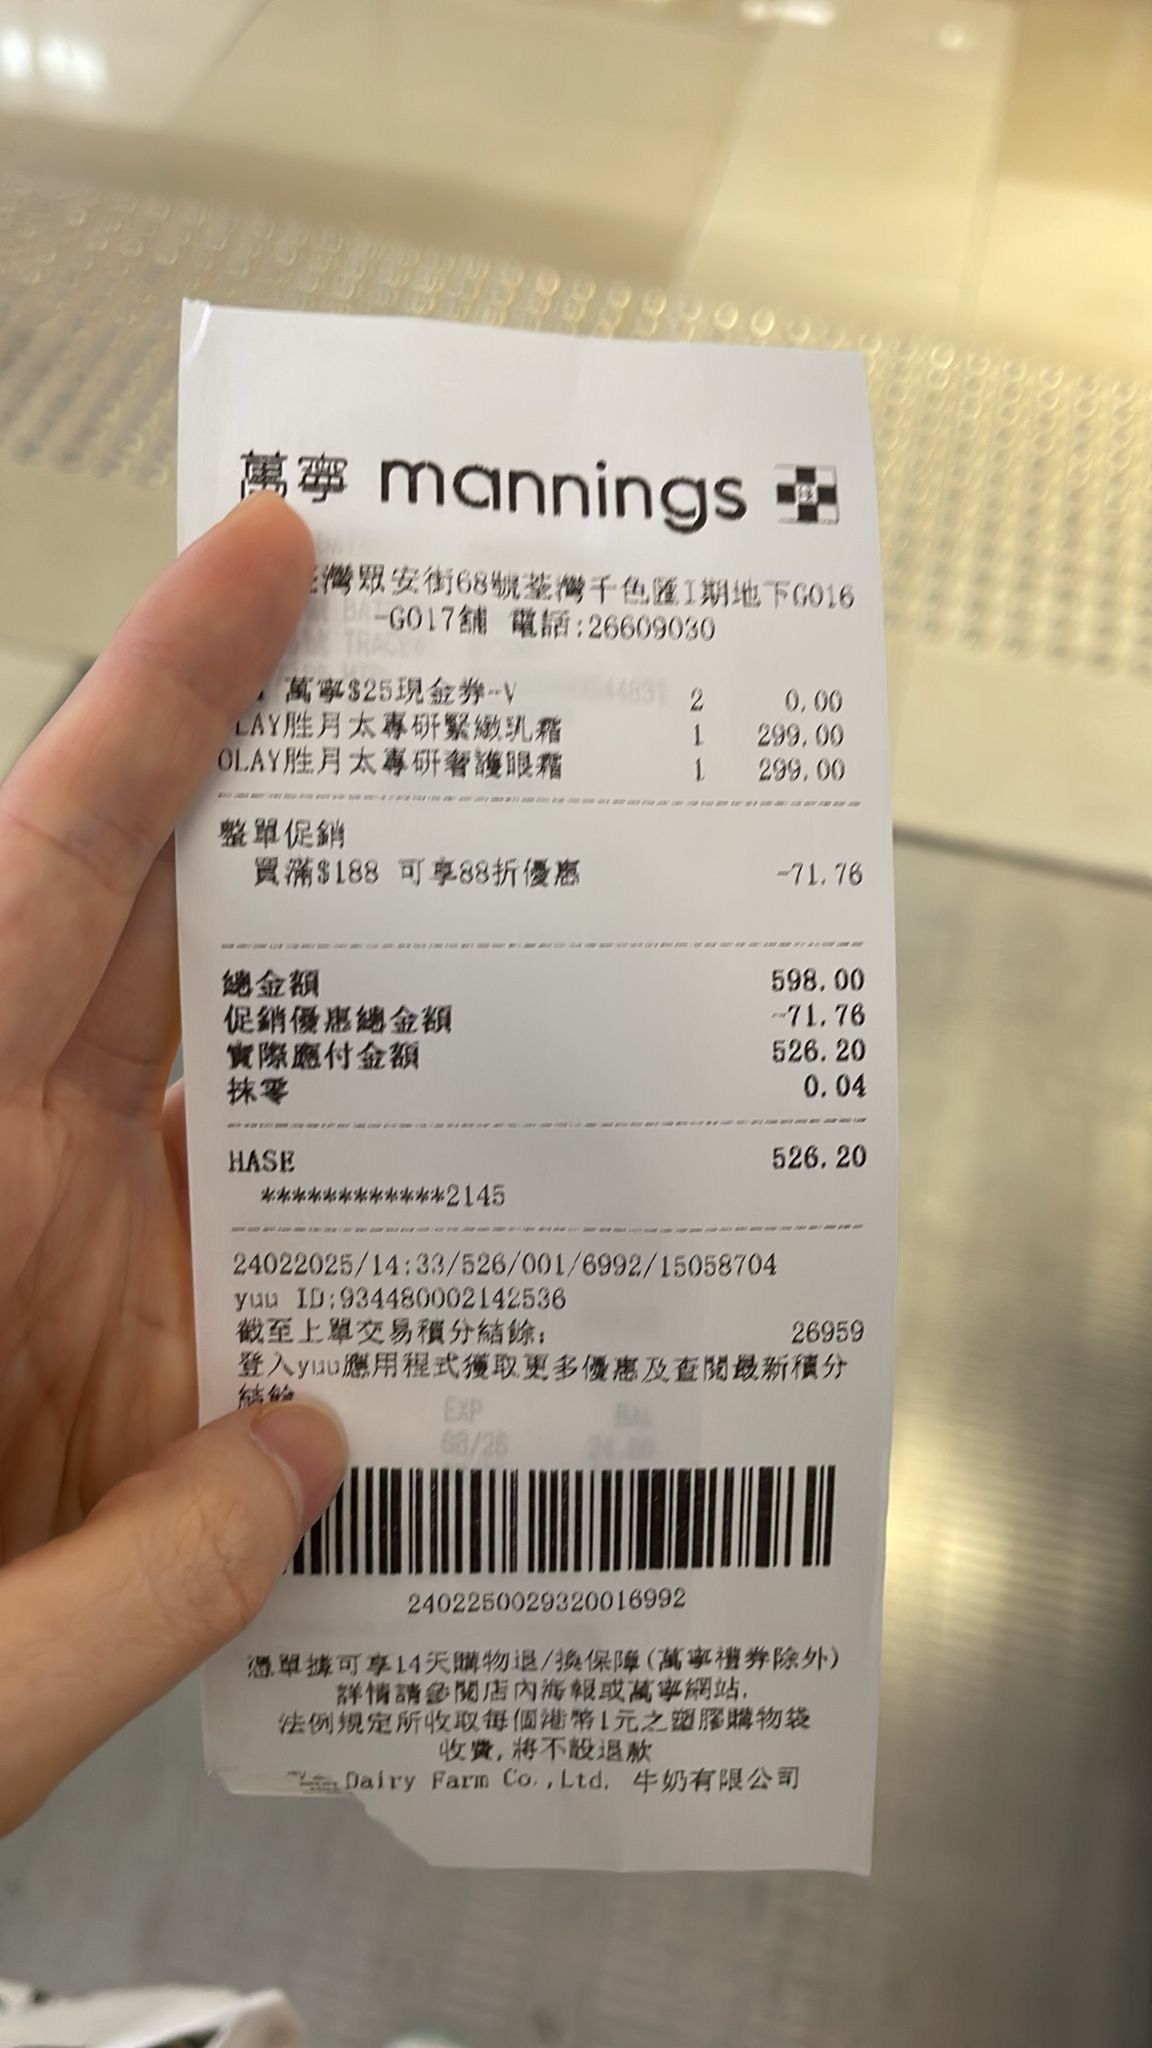 萬寧 mannings
灣眾安街68號荃灣千色匯I期地下G016
-G017舖 電話:26609030
萬寧$25現金券-V 2 0.00
LAY胜月太專研緊緻乳霜 1 299.00
OLAY胜月太專研奢護眼霜 1 299.00
整單促銷
買滿$188 可享88折優惠 -71.76
總金額 598.00
促銷優惠總金額 -71.76
實際應付金額 526.20
抹零 0.04
HASE 526.20
************2145
24022025/14:33/526/001/6992/15058704
yuu ID:934480002142536
截至上單交易積分結餘: 26959
登入yuu應用程式獲取更多優惠及查閱最新積分
結餘
EXP BAL
08/26
2402250029320016992
憑單據可享14天購物退/換保障(萬寧禮券除外)
詳情請參閱店內海報或萬寧網站.
法例規定所收取每個港幣1元之塑膠購物袋
收費,將不設退款
Dairy Farm Co.,Ltd. 牛奶有限公司